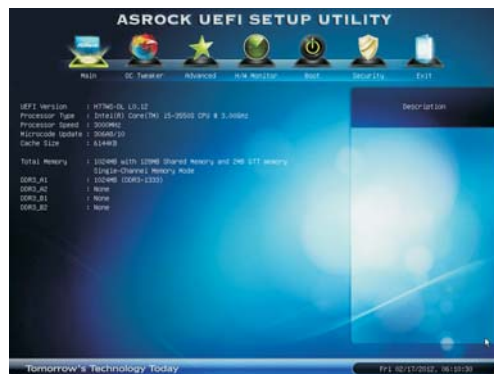 ASROCK UEFI SETUP UTILITY
Main OC Tweaker Advanced H/W Monitor Boot Security Exit
Description
UEFI Version : H77WS-DL L0.12
Processor Type : Intel(R) Core(TM) i5-3550S CPU @ 3.00GHz
Processor Speed : 3000MHz
Microcode Update : 306A8/10
Cache Size : 6144KB
Total Memory : 1024MB with 128MB Shared Memory and 2MB GTT memory
Single-Channel Memory Mode
DDR3_A1 : 1024MB (DDR3-1333)
DDR3_A2 : None
DDR3_B1 : None
DDR3_B2 : None
Tomorrow's Technology Today
Fri 02/17/2012, 06:10:30